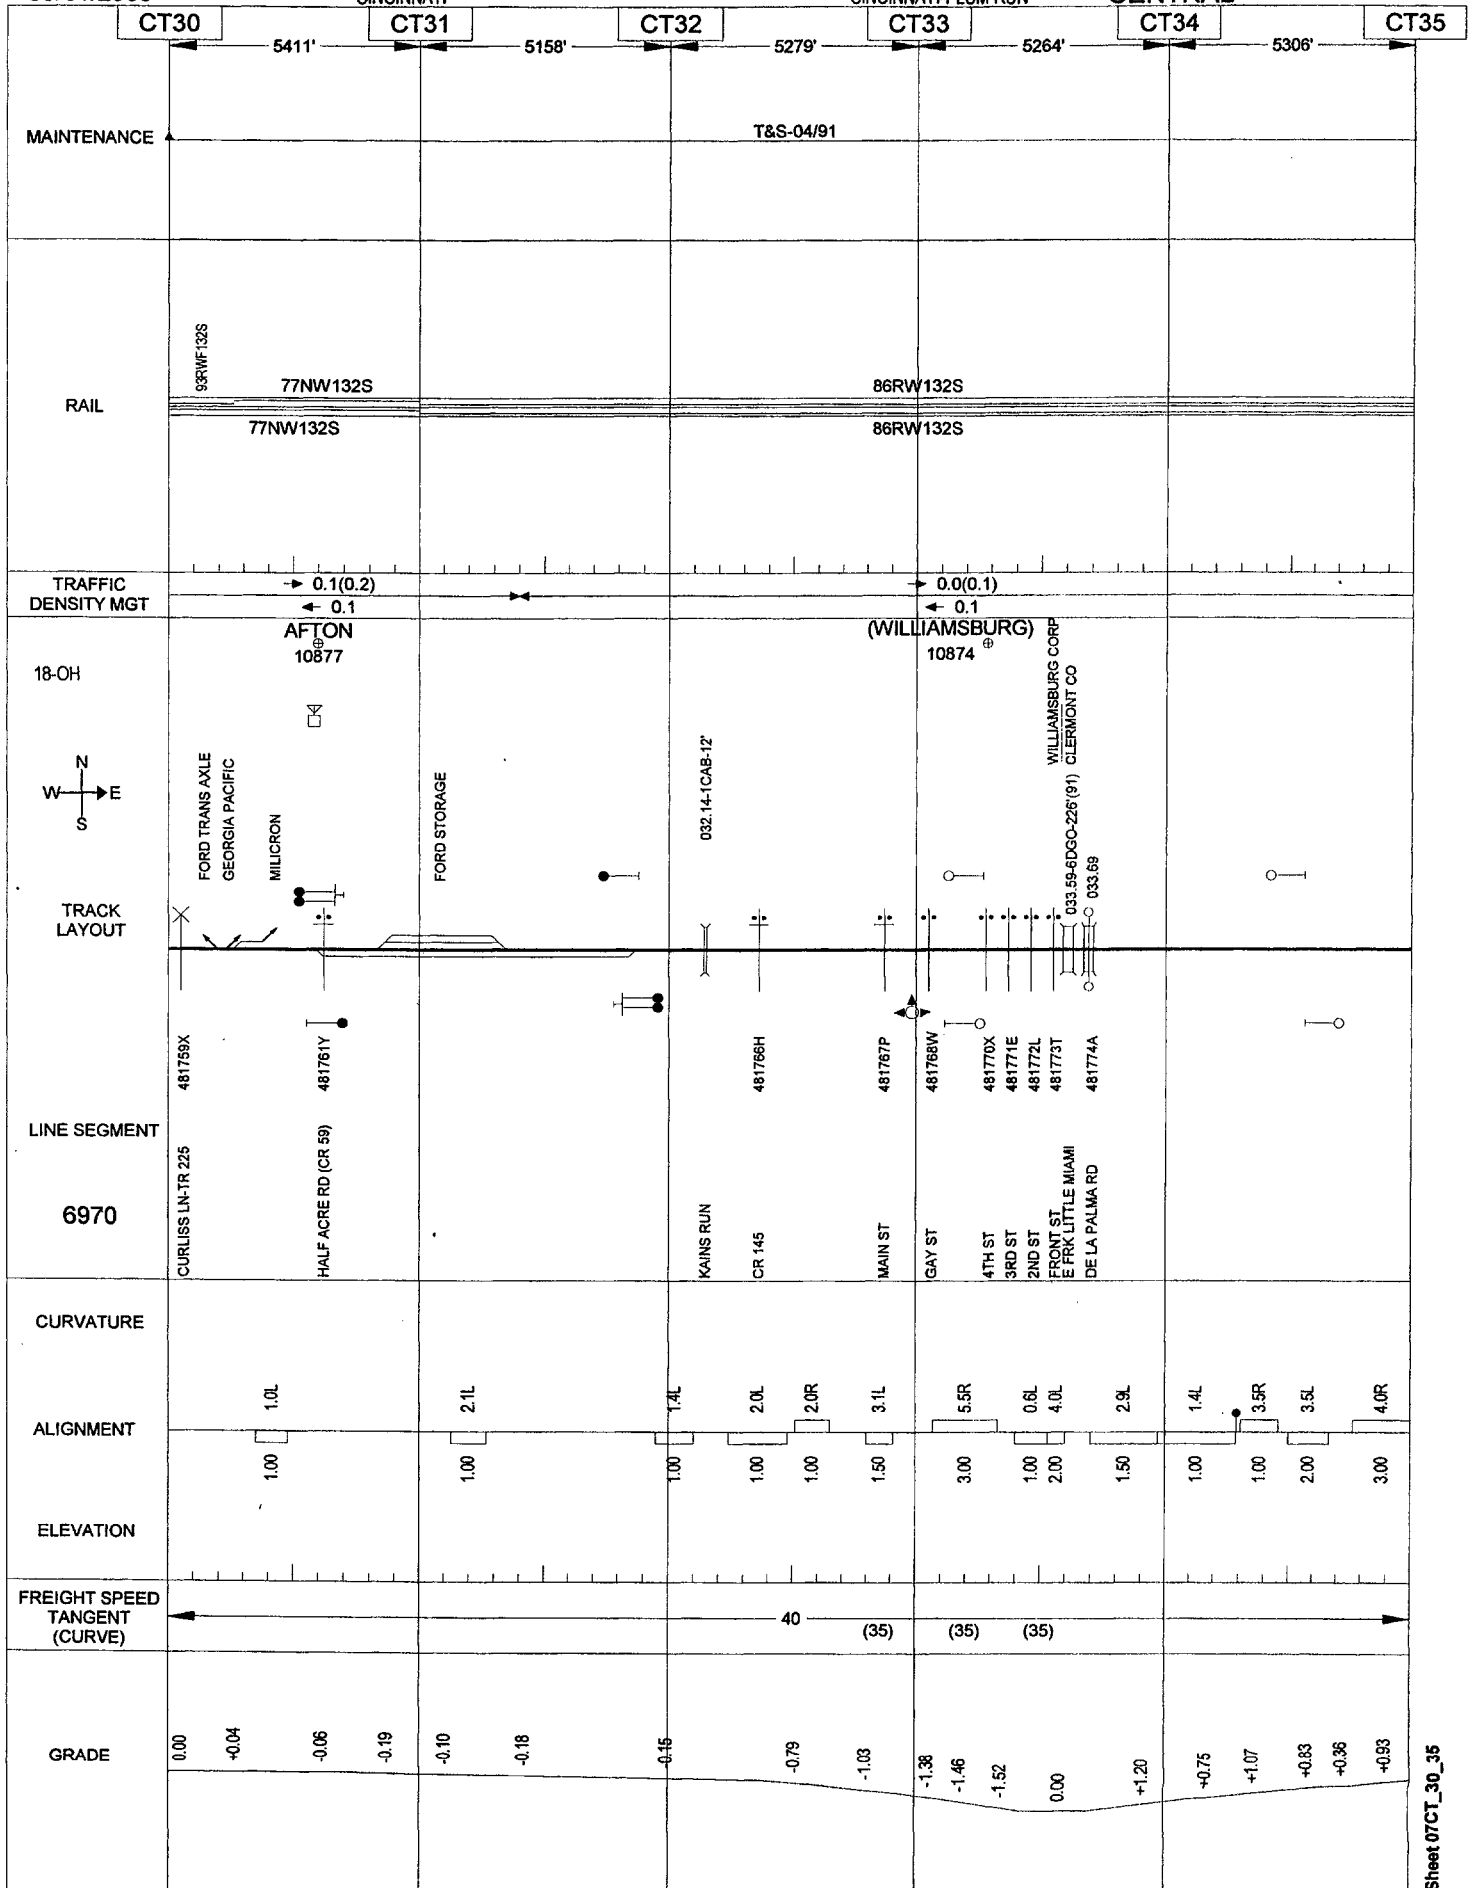 CENTRAL
CT30 CT31 CT32 CT33 CT34 CT35
5411' 5158' 5279' 5264' 5306'
MAINTENANCE
T&S-04/91
RAIL
93RWF132S
77NW132S 86RW132S
77NW132S 86RW132S
TRAFFIC
DENSITY MGT
0.1(0.2) 0.0(0.1)
0.1 0.1
AFTON (WILLIAMSBURG)
10877 10874
18-OH
N
W E
S
FORD TRANS AXLE
GEORGIA PACIFIC
MILICRON
FORD STORAGE
032.14-1CAB-12'
WILLIAMSBURG CORP
CLERMONT CO
033.59-6DGO-226'(91)
033.69
TRACK
LAYOUT
481759X
481761Y
481766H
481767P
481768W
481770X
481771E
481772L
481773T
481774A
LINE SEGMENT
6970
CURLISS LN-TR 225
HALF ACRE RD (CR 59)
KAINS RUN
CR 145
MAIN ST
GAY ST
4TH ST
3RD ST
2ND ST
FRONT ST
E FRK LITTLE MIAMI
DE LA PALMA RD
CURVATURE
1.0L 2.1L 1.4L 2.0L 2.0R 3.1L 5.5R 0.6L 4.0L 2.9L 1.4L 3.5R 3.5L 4.0R
ALIGNMENT
1.00 1.00 1.00 1.00 1.00 1.50 3.00 1.00 2.00 1.50 1.00 1.00 2.00 3.00
ELEVATION
FREIGHT SPEED
TANGENT
(CURVE)
40
(35) (35) (35)
GRADE
0.00 +0.04 -0.06 -0.19 -0.10 -0.18 -0.15 -0.79 -1.03 -1.38 -1.46 -1.52 0.00 +1.20 +0.75 +1.07 +0.83 +0.36 +0.93
Sheet 07CT_30_35